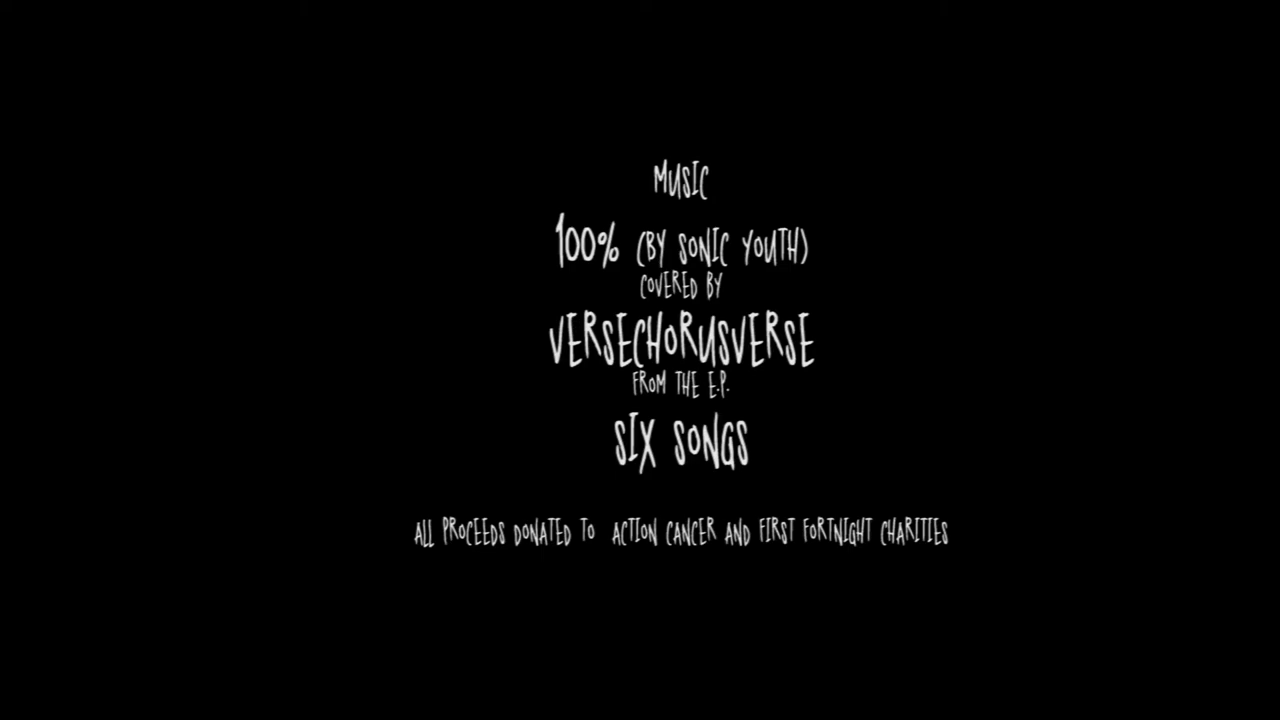 MUSIC
100% (BY SONIC YOUTH)
COVERED BY
VERSECHORUSVERSE
FROM THE E.P.
SIX SONGS
ALL PROCEEDS DONATED TO ACTION CANCER AND FIRST FORTNIGHT CHARITIES